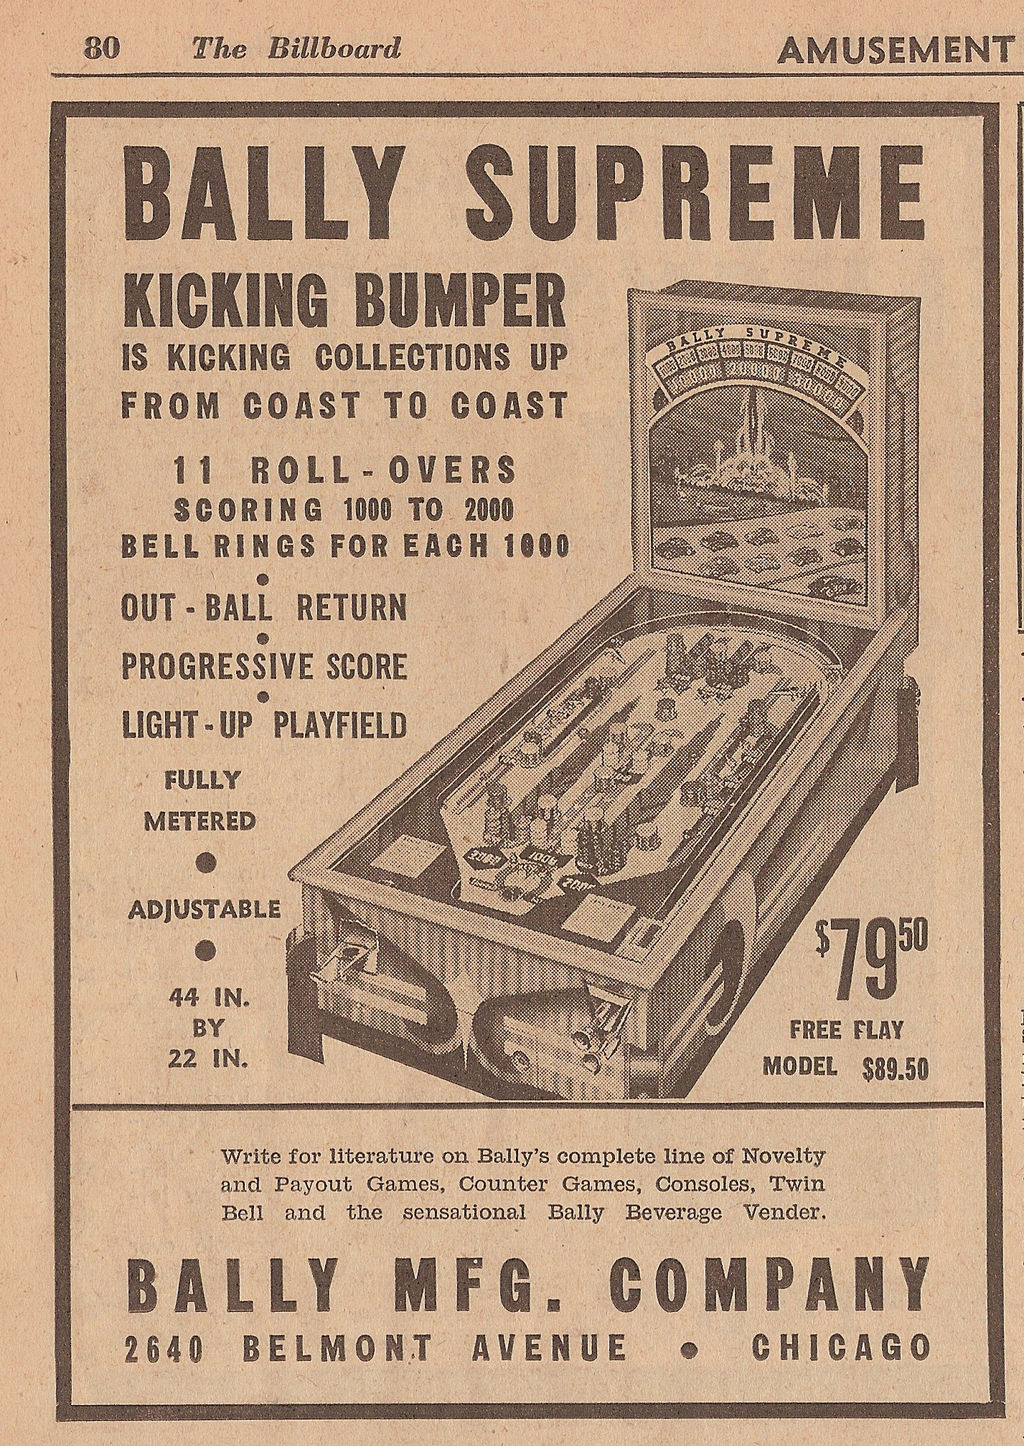 80 The Billboard AMUSEMENT
BALLY SUPREME
KICKING BUMPER
IS KICKING COLLECTIONS UP
FROM COAST TO COAST
11 ROLL-OVERS
SCORING 1000 TO 2000
BELL RINGS FOR EACH 1000
•
OUT-BALL RETURN
•
PROGRESSIVE SCORE
•
LIGHT-UP PLAYFIELD
FULLY
METERED
•
ADJUSTABLE
•
44 IN.
BY
22 IN.
BALLY SUPREME
1000
$79 50
FREE PLAY
MODEL $89.50
Write for literature on Bally's complete line of Novelty
and Payout Games, Counter Games, Consoles, Twin
Bell and the sensational Bally Beverage Vender.
BALLY MFG. COMPANY
2640 BELMONT AVENUE • CHICAGO